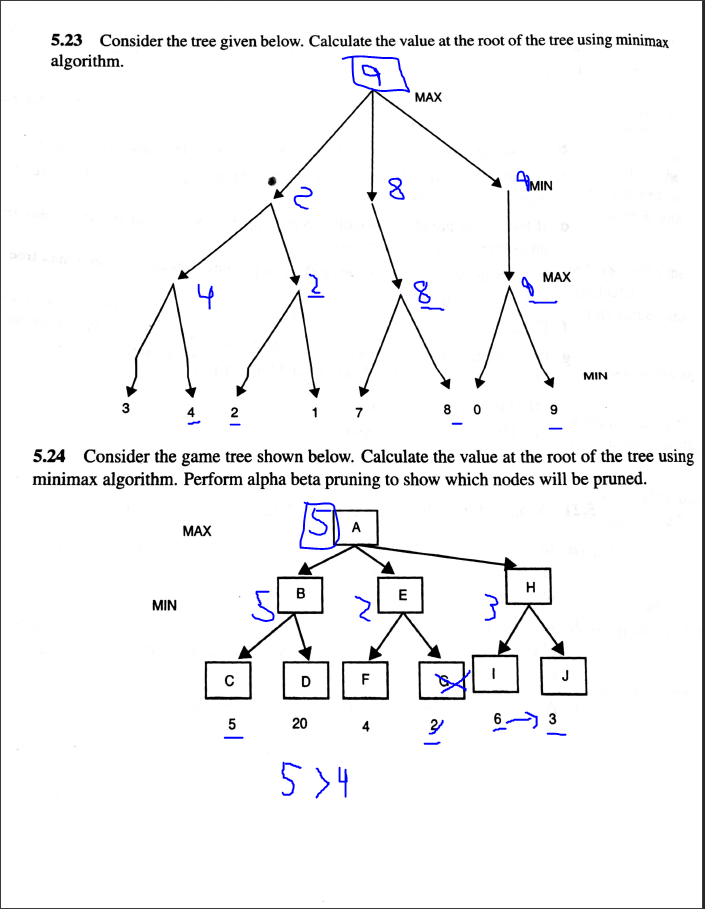 5.23 Consider the tree given below. Calculate the value at the root of the tree using minimax
algorithm.
9
MAX
2 8 9 MIN
4 2 8 9 MAX
MIN
3 4 2 1 7 8 0 9
5.24 Consider the game tree shown below. Calculate the value at the root of the tree using
minimax algorithm. Perform alpha beta pruning to show which nodes will be pruned.
MAX 5 A
MIN 5 B 2 E 3 H
C D F G I J
5 20 4 2 6 → 3
5 > 4